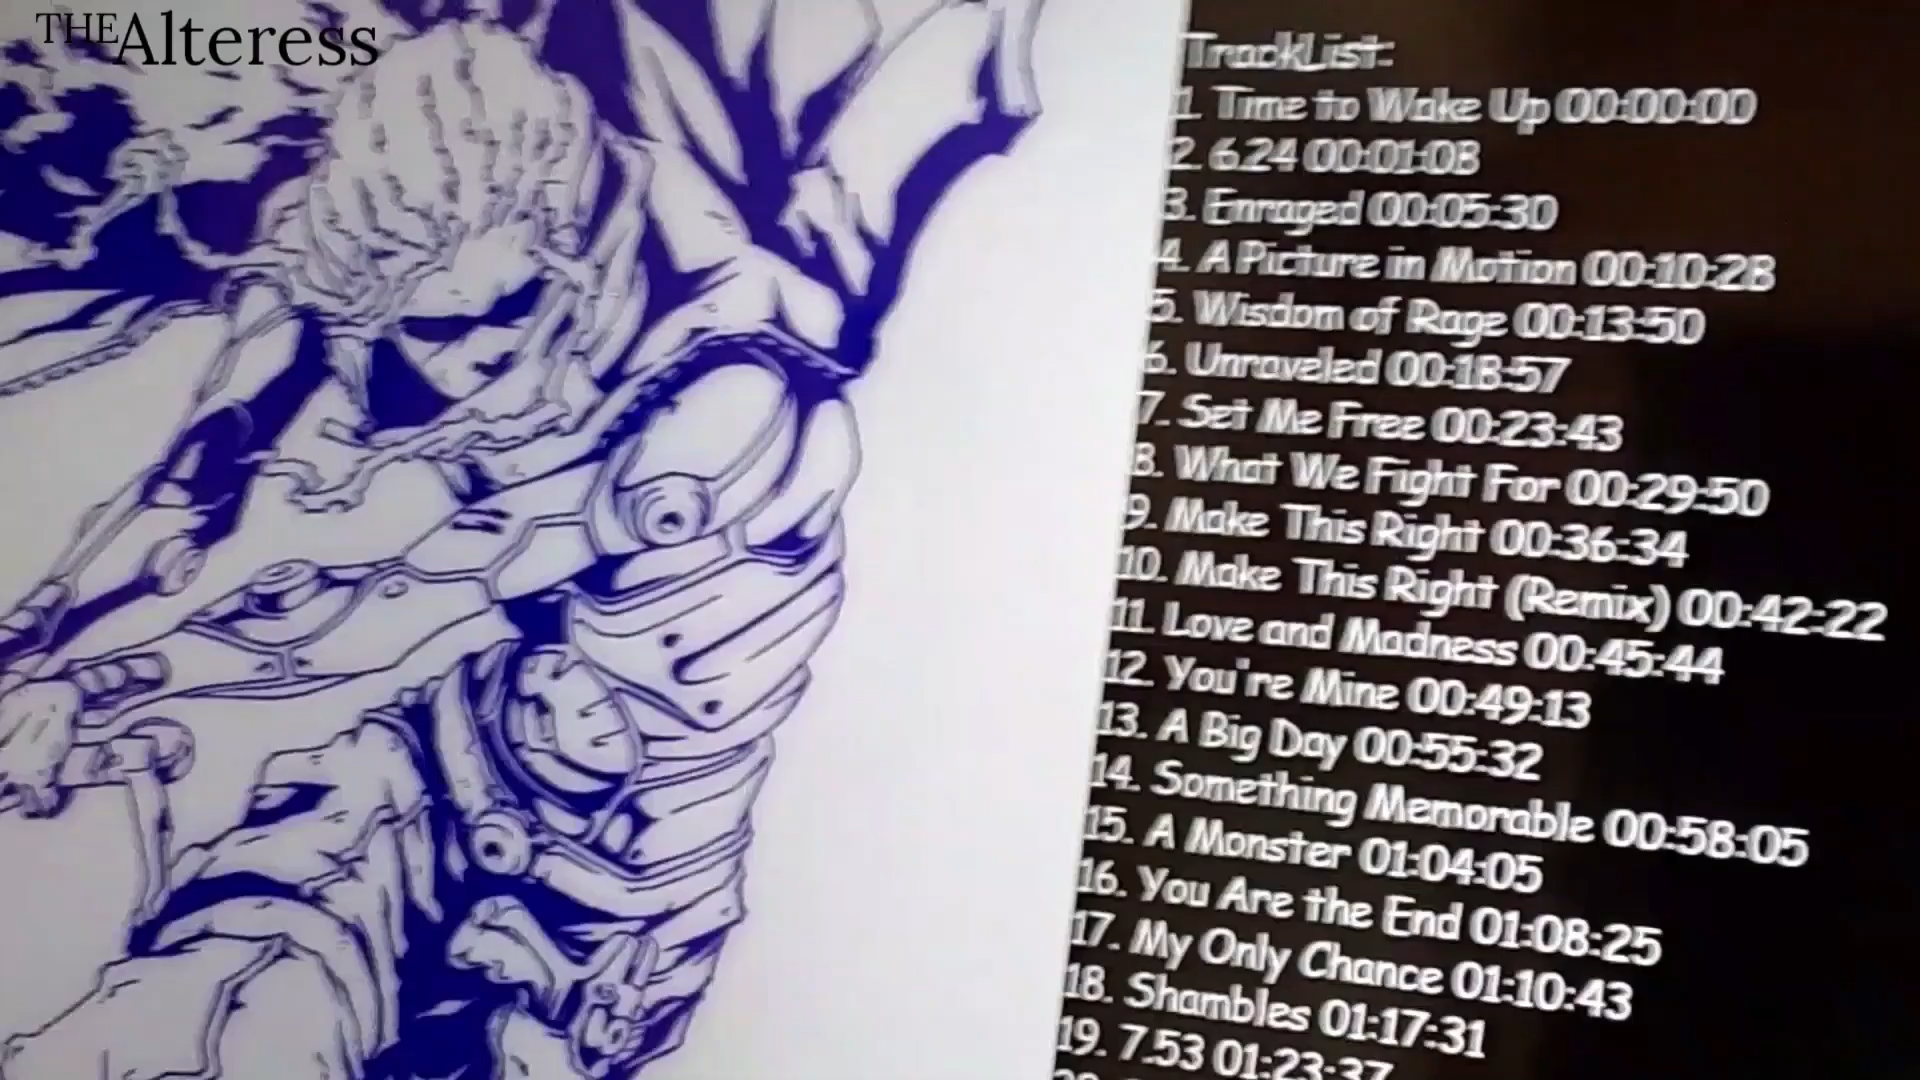 THE Alteress
TrackList:
1. Time to Wake Up 00:00:00
2. 6.24 00:01:08
3. Enraged 00:05:30
4. A Picture in Motion 00:10:28
5. Wisdom of Rage 00:13:50
6. Unraveled 00:18:57
7. Set Me Free 00:23:43
8. What We Fight For 00:29:50
9. Make This Right 00:36:34
10. Make This Right (Remix) 00:42:22
11. Love and Madness 00:45:44
12. You're Mine 00:49:13
13. A Big Day 00:55:32
14. Something Memorable 00:58:05
15. A Monster 01:04:05
16. You Are the End 01:08:25
17. My Only Chance 01:10:43
18. Shambles 01:17:31
19. 7.53 01:23:37